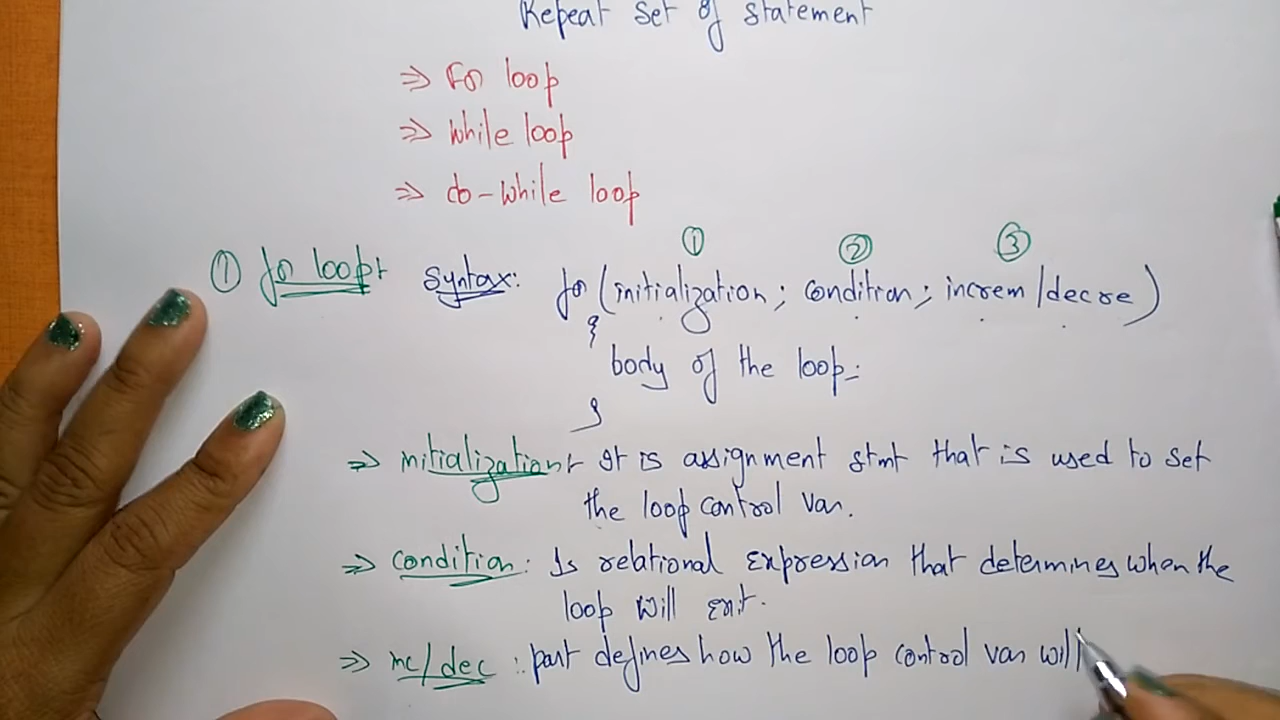 Repeat Set of statement
⇒ For loop
⇒ while loop
⇒ do-while loop
① ② ③
① for loop:- Syntax: for (initialization; condition; increm/decre)
{
body of the loop;
}
⇒ initialization:- It is assignment stmt that is used to set
the loop control var.
⇒ condition: Is relational expression that determines when the
loop will exit.
⇒ inc/dec : part defines how the loop control var will